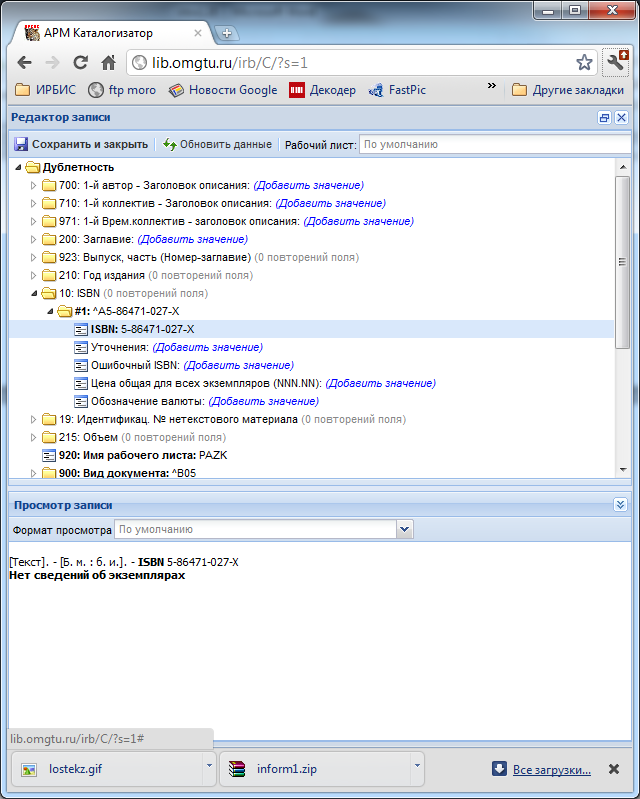 АРМ Каталогизатор
lib.omgtu.ru/irb/C/?s=1
ИРБИС ftp moro Новости Google Декодер FastPic » Другие закладки
Редактор записи
Сохранить и закрыть Обновить данные Рабочий лист: По умолчанию
Дублетность
700: 1-й автор - Заголовок описания: (Добавить значение)
710: 1-й коллектив - Заголовок описания: (Добавить значение)
971: 1-й Врем.коллектив - заголовок описания: (Добавить значение)
200: Заглавие: (Добавить значение)
923: Выпуск, часть (Номер-заглавие) (0 повторений поля)
210: Год издания (0 повторений поля)
10: ISBN (0 повторений поля)
#1: ^A5-86471-027-X
ISBN: 5-86471-027-X
Уточнения: (Добавить значение)
Ошибочный ISBN: (Добавить значение)
Цена общая для всех экземпляров (NNN.NN): (Добавить значение)
Обозначение валюты: (Добавить значение)
19: Идентификац. № нетекстового материала (0 повторений поля)
215: Объем (0 повторений поля)
920: Имя рабочего листа: PAZK
900: Вид документа: ^B05
Просмотр записи
Формат просмотра По умолчанию
[Текст]. - [Б. м. : б. и.]. - ISBN 5-86471-027-X
Нет сведений об экземплярах
lib.omgtu.ru/irb/C/?s=1#
lostekz.gif inform1.zip Все загрузки...